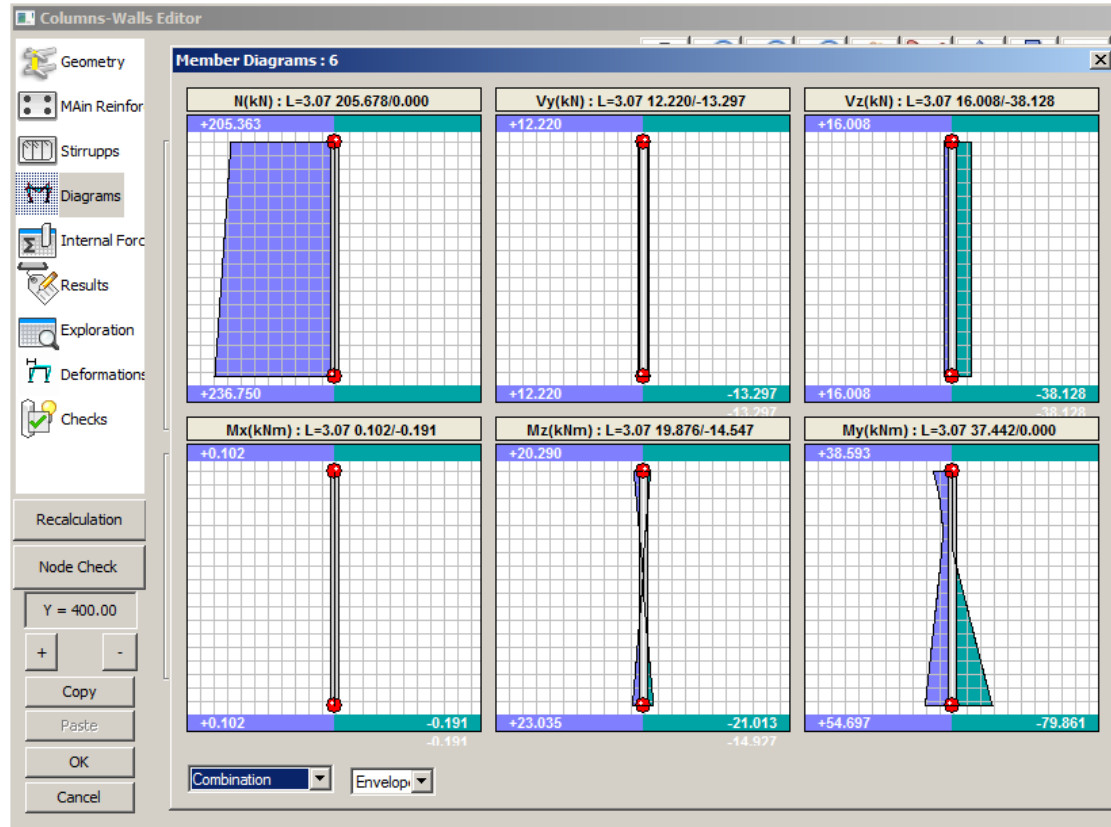 Columns-Walls Editor
Geometry
MAin Reinfor
Stirrupps
Diagrams
Internal Forc
Results
Exploration
Deformations
Checks
Recalculation
Node Check
Y = 400.00
+ -
Copy
Paste
OK
Cancel
Member Diagrams : 6
N(kN) : L=3.07 205.678/0.000
+205.363
+236.750
Vy(kN) : L=3.07 12.220/-13.297
+12.220
+12.220 -13.297
-13.297
Vz(kN) : L=3.07 16.008/-38.128
+16.008
+16.008 -38.128
-38.128
Mx(kNm) : L=3.07 0.102/-0.191
+0.102
+0.102 -0.191
-0.191
Mz(kNm) : L=3.07 19.876/-14.547
+20.290
+23.035 -21.013
-14.927
My(kNm) : L=3.07 37.442/0.000
+38.593
+54.697 -79.861
Combination Envelop